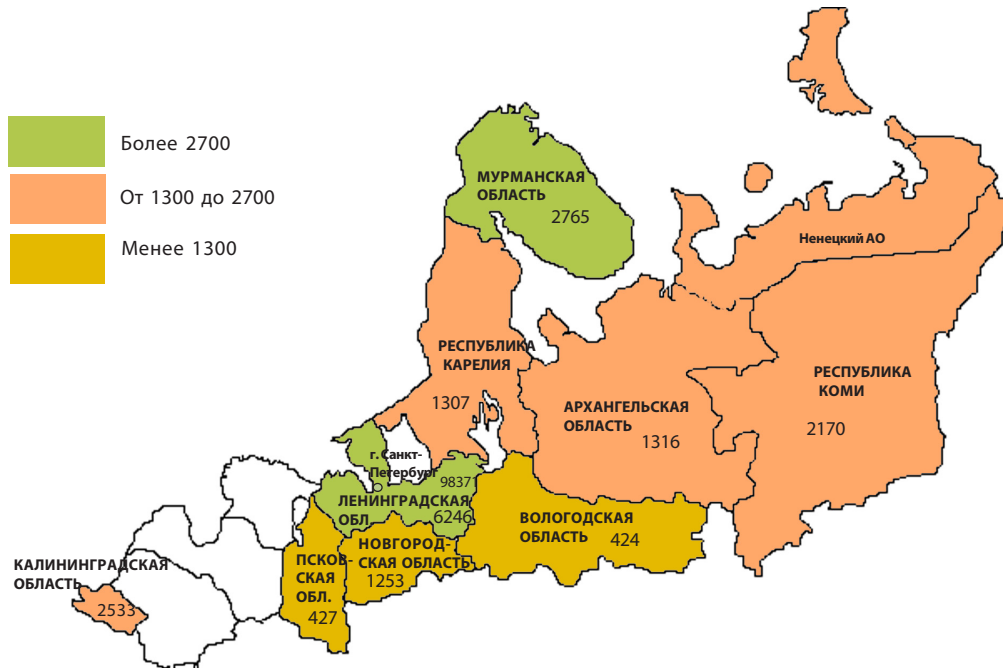 Более 2700
От 1300 до 2700
Менее 1300
МУРМАНСКАЯ
ОБЛАСТЬ
2765
Ненецкий АО
РЕСПУБЛИКА
КАРЕЛИЯ
1307
РЕСПУБЛИКА
КОМИ
2170
АРХАНГЕЛЬСКАЯ
ОБЛАСТЬ
1316
г. Санкт-
Петербург
98371
ЛЕНИНГРАДСКАЯ
ОБЛ
6246
ВОЛОГОДСКАЯ
ОБЛАСТЬ
424
НОВГОРОД-
СКАЯ ОБЛАСТЬ
1253
ПСКОВ-
СКАЯ
ОБЛ.
427
КАЛИНИНГРАДСКАЯ
ОБЛАСТЬ
2533